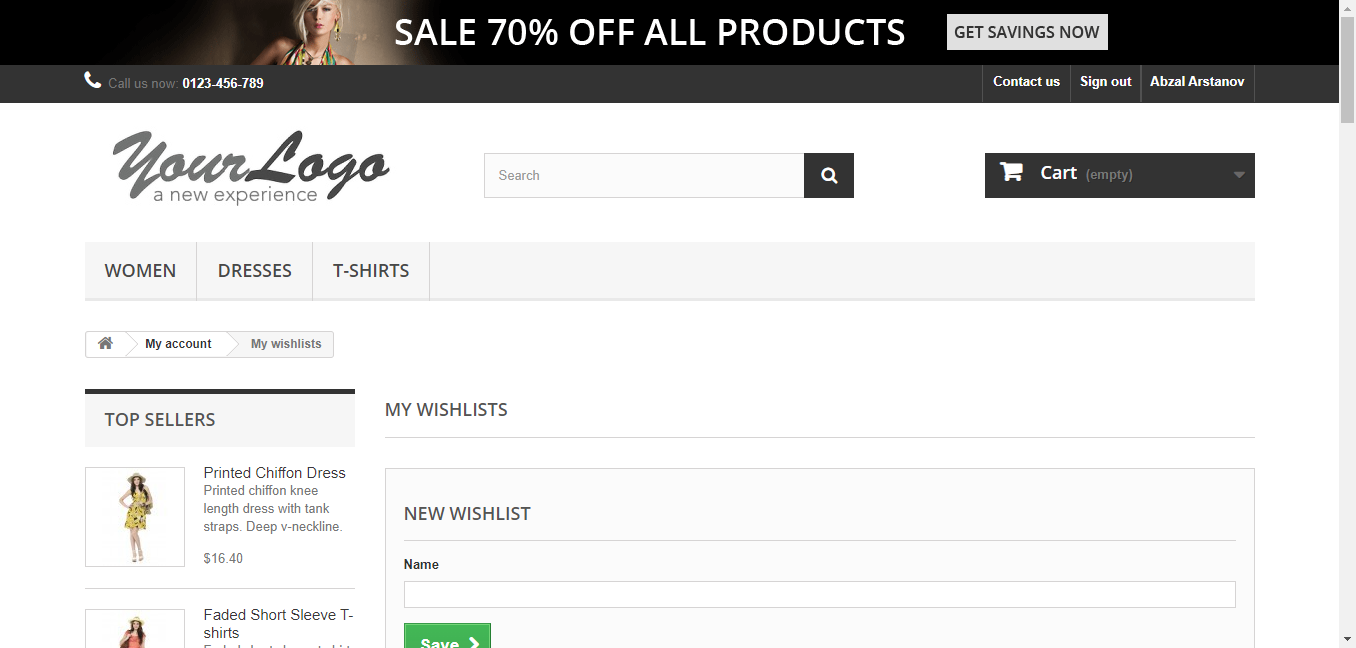 SALE 70% OFF ALL PRODUCTS
GET SAVINGS NOW
Call us now: 0123-456-789
Contact us
Sign out
Abzal Arstanov
YourLogo
a new experience
Search
Cart (empty)
WOMEN
DRESSES
T-SHIRTS
My account
My wishlists
TOP SELLERS
Printed Chiffon Dress
Printed chiffon knee
length dress with tank
straps. Deep v-neckline.
$16.40
Faded Short Sleeve T-
shirts
MY WISHLISTS
NEW WISHLIST
Name
Save